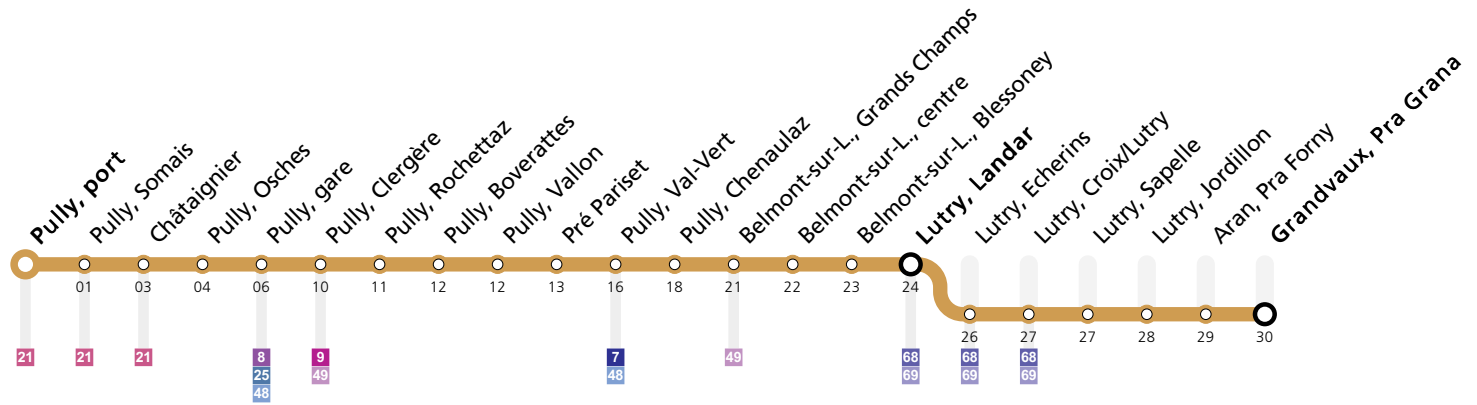 Pully, port
Pully, Somais
Châtaignier
Pully, Osches
Pully, gare
Pully, Clergère
Pully, Rochettaz
Pully, Boverattes
Pully, Vallon
Pré Pariset
Pully, Val-Vert
Pully, Chenaulaz
Belmont-sur-L., Grands Champs
Belmont-sur-L., centre
Belmont-sur-L., Blessoney
Lutry, Landar
Lutry, Echerins
Lutry, Croix/Lutry
Lutry, Sapelle
Lutry, Jordillon
Aran, Pra Forny
Grandvaux, Pra Grana
01 03 04 06 10 11 12 12 13 16 18 21 22 23 24
26 27 27 28 29 30
21 21 21 8 9 7 49 68 68 68
25 49 48 69 69 69
48